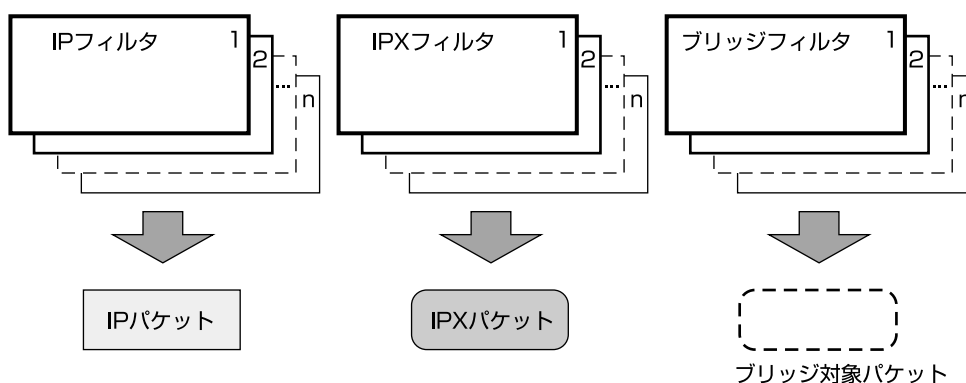 IPフィルタ 1
2
...
n
IPXフィルタ 1
2
...
n
ブリッジフィルタ 1
2
...
n
IPパケット
IPXパケット
ブリッジ対象パケット